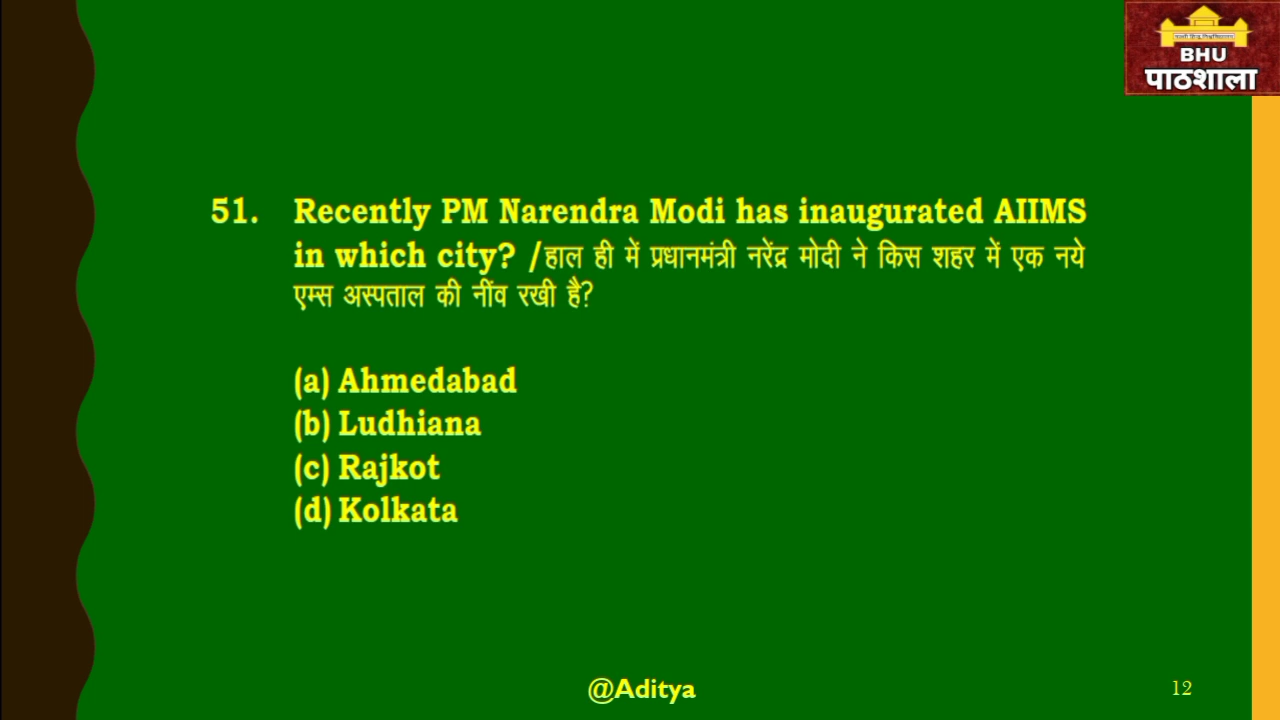 BHU
पाठशाला
51. Recently PM Narendra Modi has inaugurated AIIMS
in which city? /हाल ही में प्रधानमंत्री नरेंद्र मोदी ने किस शहर में एक नये
एम्स अस्पताल की नींव रखी है?
(a) Ahmedabad
(b) Ludhiana
(c) Rajkot
(d) Kolkata
@Aditya
12